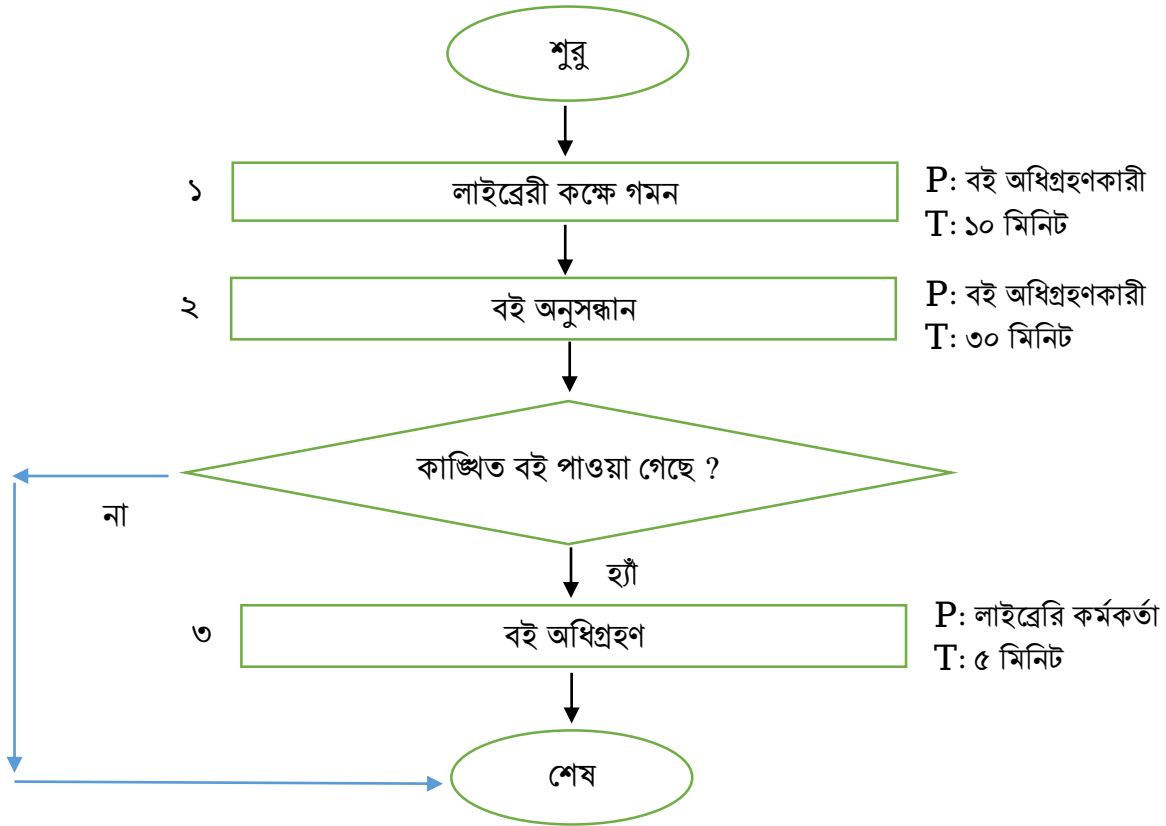 শুরু
১
লাইব্রেরী কক্ষে গমন
P: বই অধিগ্রহণকারী
T: ১০ মিনিট
২
বই অনুসন্ধান
P: বই অধিগ্রহণকারী
T: ৩০ মিনিট
কাঙ্খিত বই পাওয়া গেছে ?
না
হ্যাঁ
৩
বই অধিগ্রহণ
P: লাইব্রেরি কর্মকর্তা
T: ৫ মিনিট
শেষ